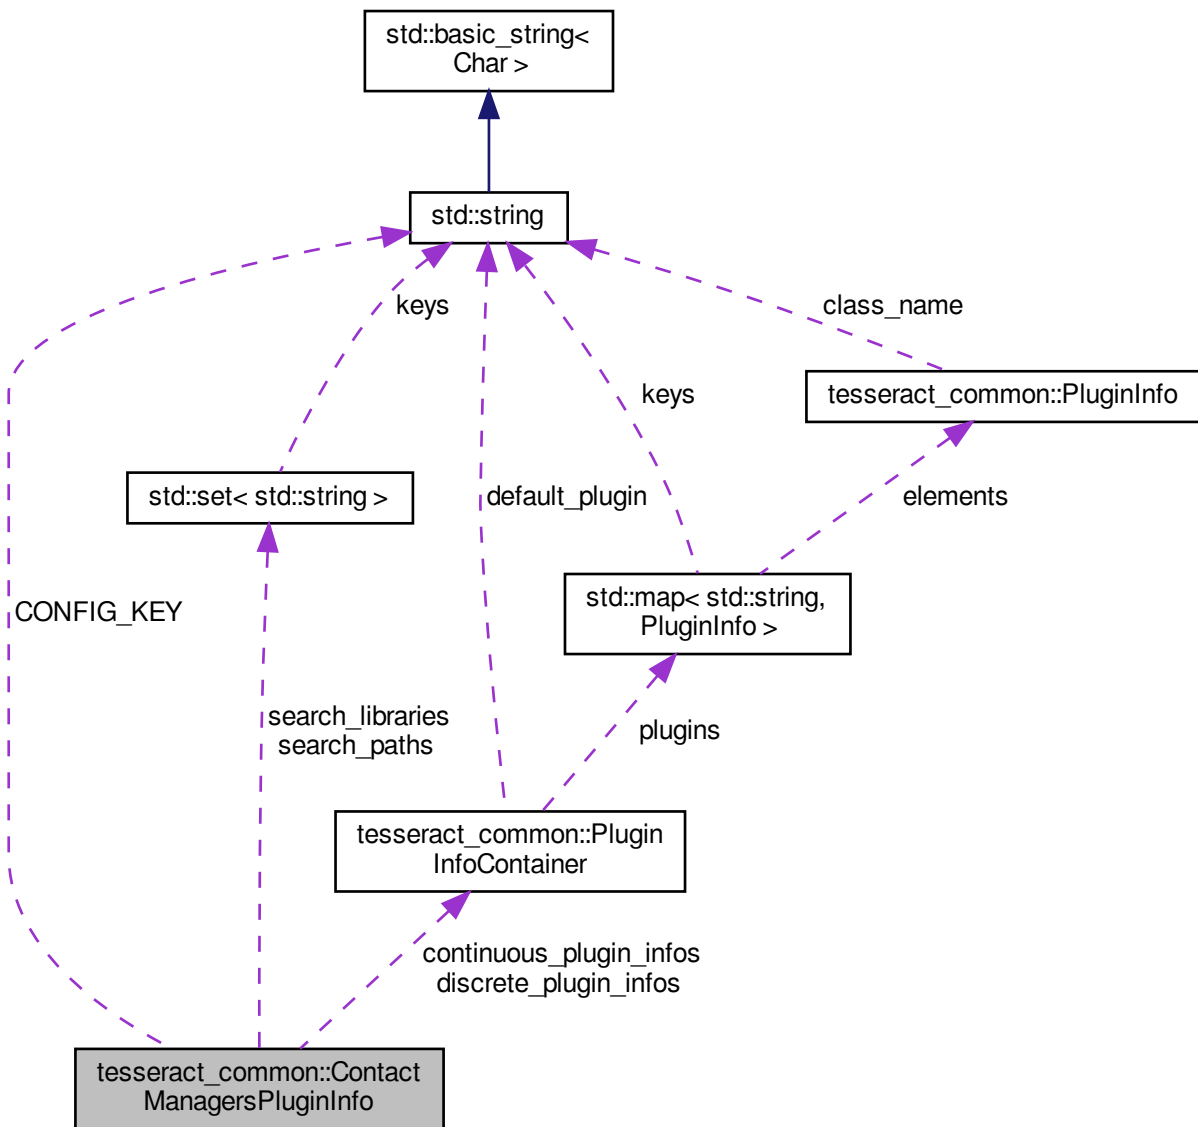 std::basic_string<
Char >
std::string
keys
class_name
keys
tesseract_common::PluginInfo
std::set< std::string >
default_plugin
elements
CONFIG_KEY
std::map< std::string,
PluginInfo >
search_libraries
search_paths
plugins
tesseract_common::Plugin
InfoContainer
continuous_plugin_infos
discrete_plugin_infos
tesseract_common::Contact
ManagersPluginInfo